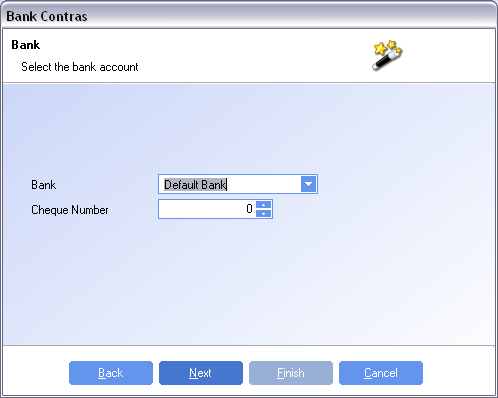 Bank Contras
Bank
Select the bank account
Bank Default Bank
Cheque Number 0
Back Next Finish Cancel